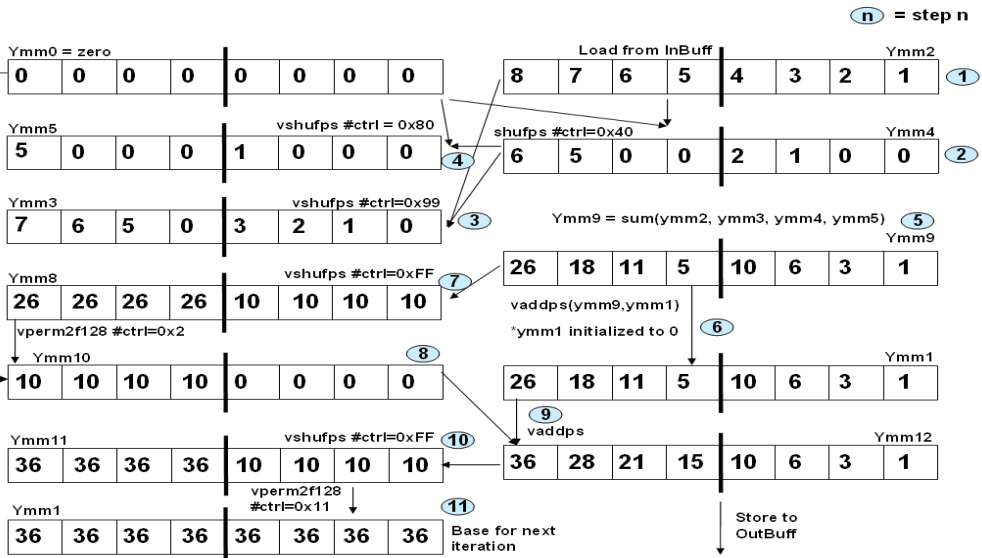 n = step n
Ymm0 = zero
0 0 0 0 0 0 0 0
Load from InBuff
Ymm2
8 7 6 5 4 3 2 1
1
Ymm5
vshufps #ctrl = 0x80
5 0 0 0 1 0 0 0
4
shufps #ctrl=0x40
Ymm4
6 5 0 0 2 1 0 0
2
Ymm3
vshufps #ctrl=0x99
7 6 5 0 3 2 1 0
3
Ymm9 = sum(ymm2, ymm3, ymm4, ymm5)
5
Ymm9
26 18 11 5 10 6 3 1
Ymm8
vshufps #ctrl=0xFF
7
26 26 26 26 10 10 10 10
vaddps(ymm9,ymm1)
*ymm1 initialized to 0
6
vperm2f128 #ctrl=0x2
Ymm10
8
10 10 10 10 0 0 0 0
Ymm1
26 18 11 5 10 6 3 1
9
vaddps
Ymm11
vshufps #ctrl=0xFF
10
36 36 36 36 10 10 10 10
Ymm12
36 28 21 15 10 6 3 1
vperm2f128
#ctrl=0x11
11
Ymm1
36 36 36 36 36 36 36 36
Base for next
iteration
Store to
OutBuff